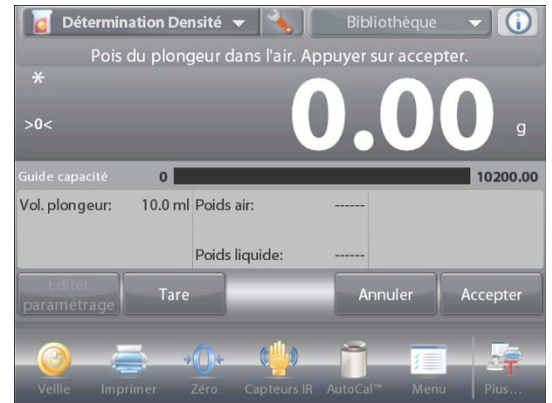 Détermination Densité
Bibliothèque
Pois du plongeur dans l'air. Appuyer sur accepter.
*
>0<
0.00 g
Guide capacité 0 10200.00
Vol. plongeur: 10.0 ml Poids air: ------
Poids liquide: ------
Éditer paramétrage
Tare
Annuler
Accepter
Veille
Imprimer
Zéro
Capteurs IR
AutoCal™
Menu
Plus...